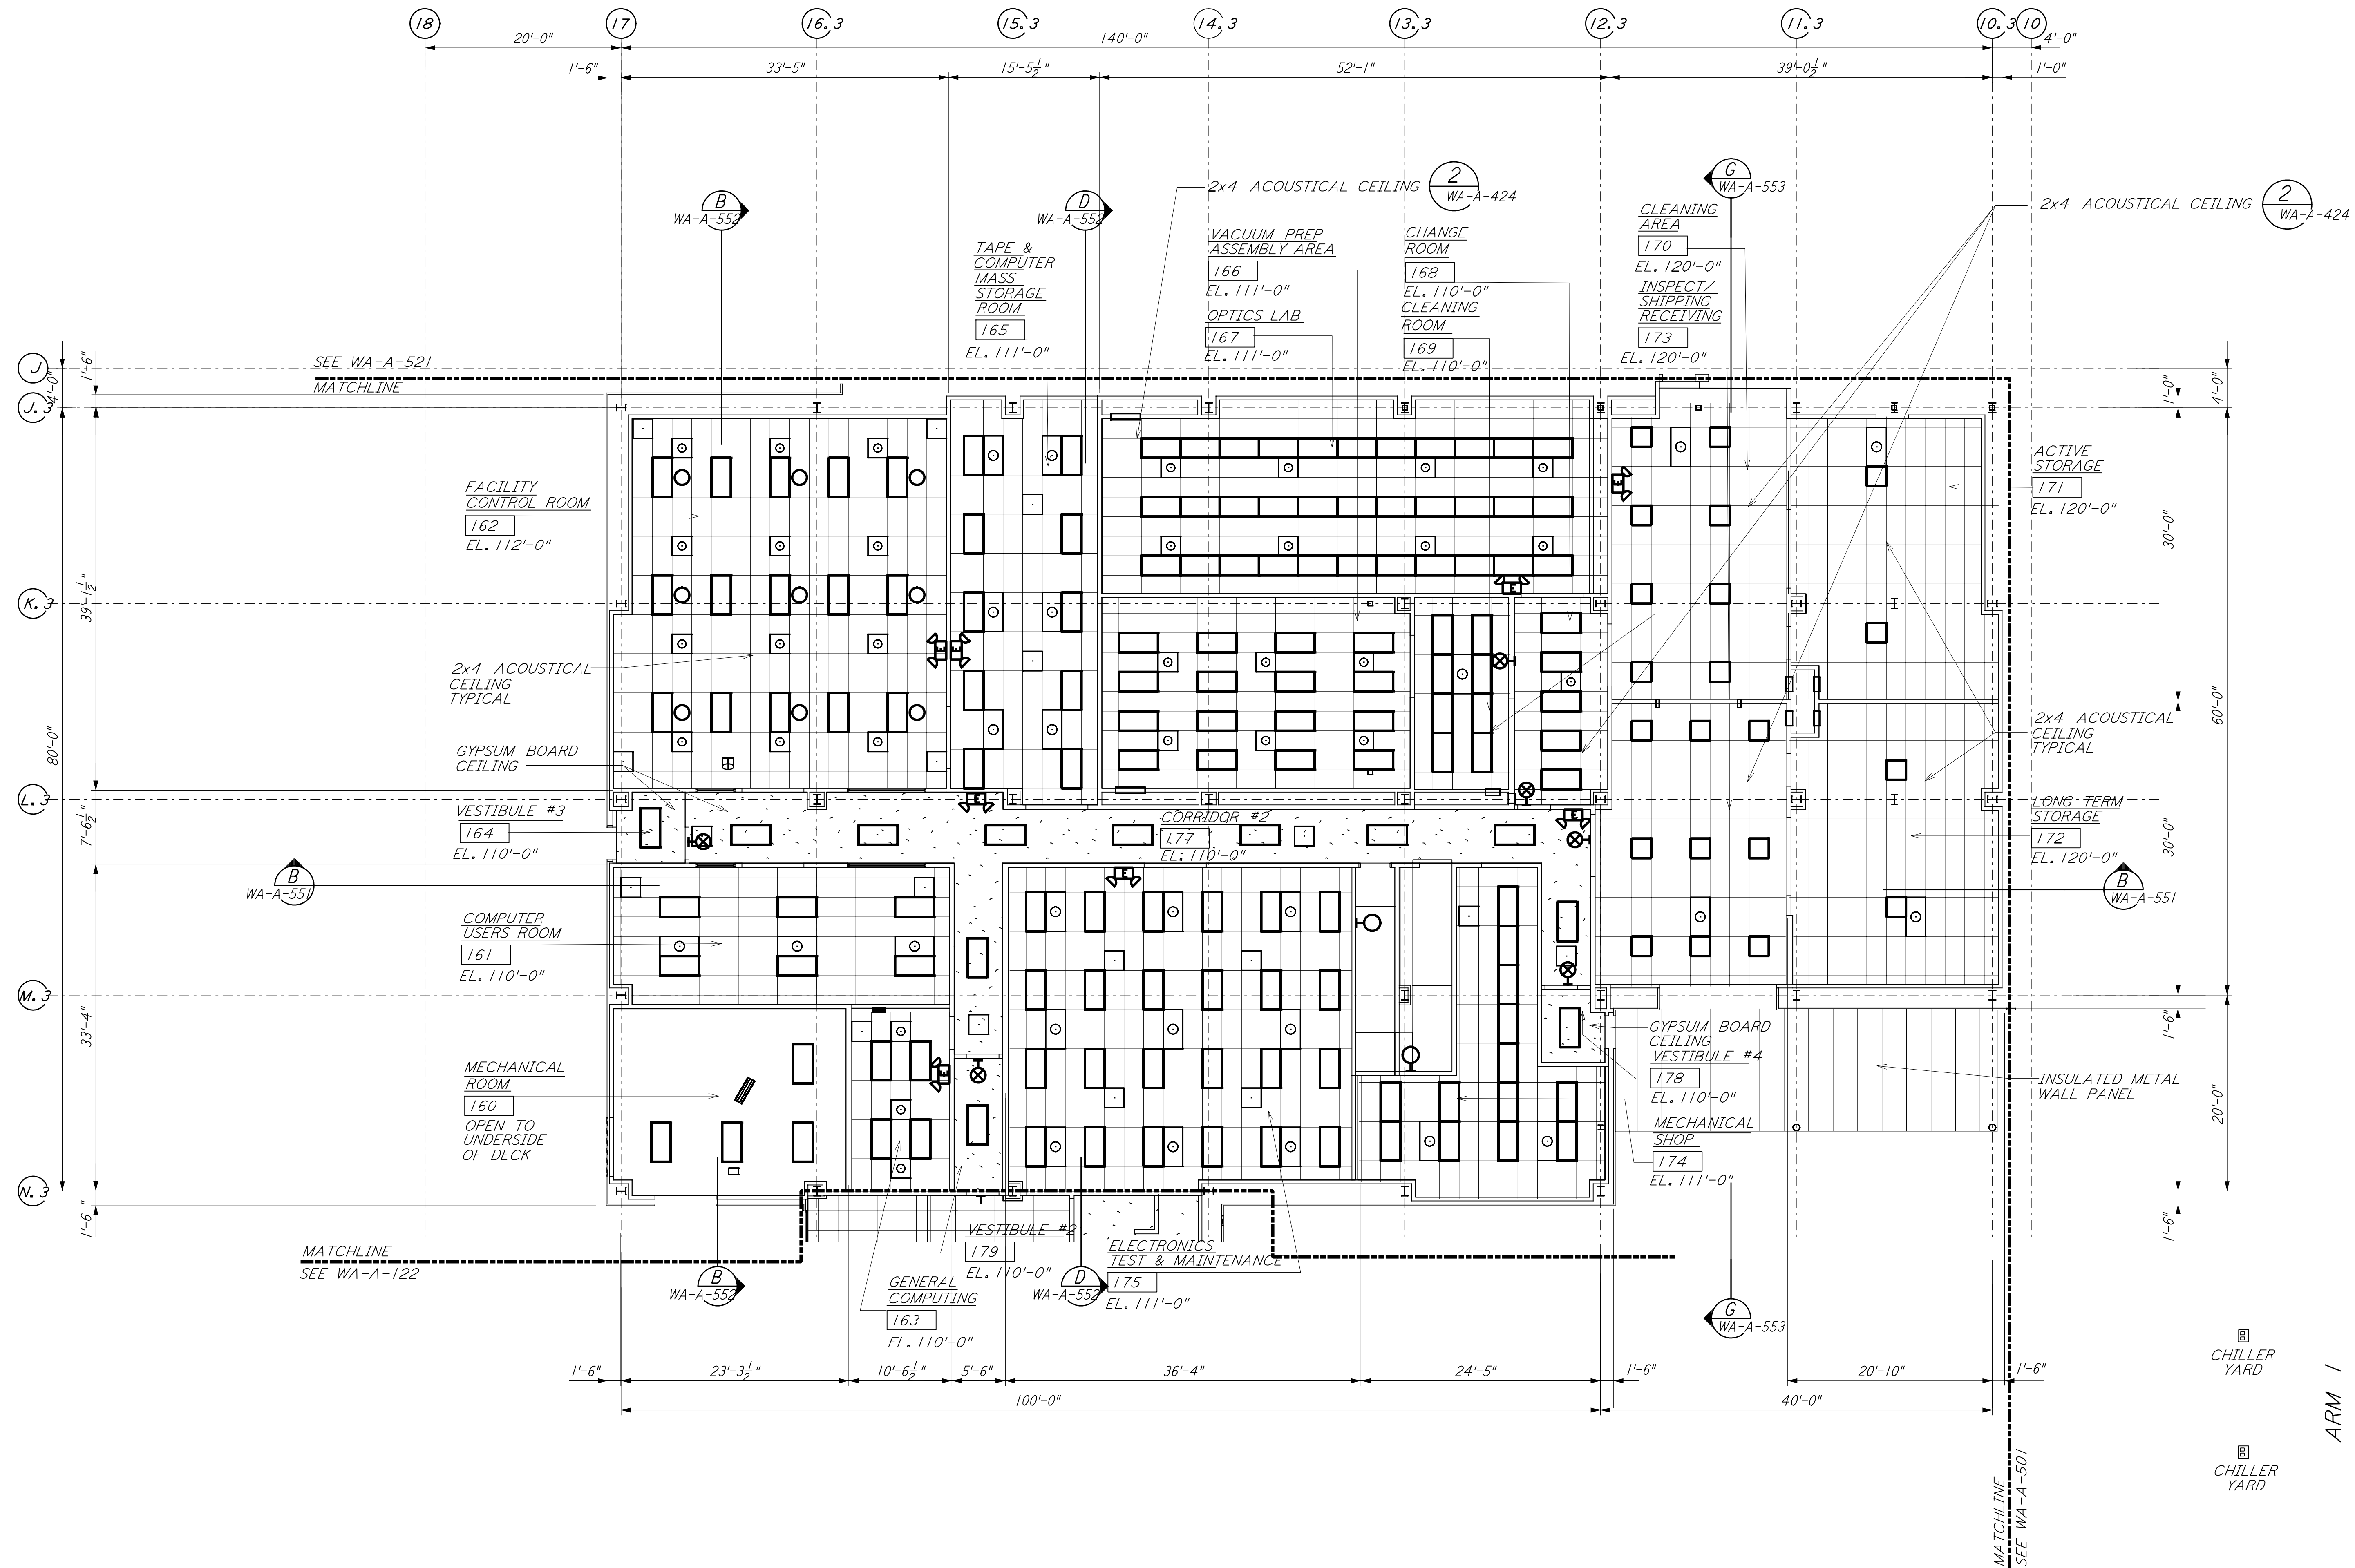 18
17
16.3
15.3
14.3
13.3
12.3
11.3
10.3
10
20'-0"
140'-0"
4'-0"
1'-6"
33'-5"
15'-5 1/2"
52'-1"
39'-0 1/2"
1'-0"
B
WA-A-552
D
WA-A-552
2x4 ACOUSTICAL CEILING
2
WA-A-424
G
WA-A-553
2x4 ACOUSTICAL CEILING
2
WA-A-424
TAPE &
COMPUTER
MASS
STORAGE
ROOM
165
EL. 111'-0"
VACUUM PREP
ASSEMBLY AREA
166
EL. 111'-0"
OPTICS LAB
167
EL. 111'-0"
CHANGE
ROOM
168
EL. 110'-0"
CLEANING
ROOM
169
EL. 110'-0"
CLEANING
AREA
170
EL. 120'-0"
INSPECT/
SHIPPING
RECEIVING
173
EL. 120'-0"
J
J.3
K.3
L.3
M.3
N.3
1'-6"
4'-0"
39'-1 1/2"
80'-0"
7'-6 1/2"
33'-4"
1'-6"
SEE WA-A-521
MATCHLINE
FACILITY
CONTROL ROOM
162
EL. 112'-0"
2x4 ACOUSTICAL
CEILING
TYPICAL
GYPSUM BOARD
CEILING
VESTIBULE #3
164
EL. 110'-0"
B
WA-A-551
COMPUTER
USERS ROOM
161
EL. 110'-0"
MECHANICAL
ROOM
160
OPEN TO
UNDERSIDE
OF DECK
MATCHLINE
SEE WA-A-122
E
E
E
E
E
E
E
E
CORRIDOR #2
177
EL. 110'-0"
ACTIVE
STORAGE
171
EL. 120'-0"
2x4 ACOUSTICAL
CEILING
TYPICAL
LONG TERM
STORAGE
172
EL. 120'-0"
B
WA-A-551
GYPSUM BOARD
CEILING
VESTIBULE #4
178
EL. 110'-0"
MECHANICAL
SHOP
174
EL. 111'-0"
INSULATED METAL
WALL PANEL
1'-0"
4'-0"
30'-0"
60'-0"
30'-0"
1'-6"
20'-0"
1'-6"
B
WA-A-552
GENERAL
COMPUTING
163
EL. 110'-0"
VESTIBULE #2
179
EL. 110'-0"
D
WA-A-552
ELECTRONICS
TEST & MAINTENANCE
175
EL. 111'-0"
G
WA-A-553
1'-6"
23'-3 1/2"
10'-6 1/2"
5'-6"
36'-4"
24'-5"
1'-6"
20'-10"
1'-6"
100'-0"
40'-0"
CHILLER
YARD
CHILLER
YARD
ARM 1
MATCHLINE
SEE WA-A-501